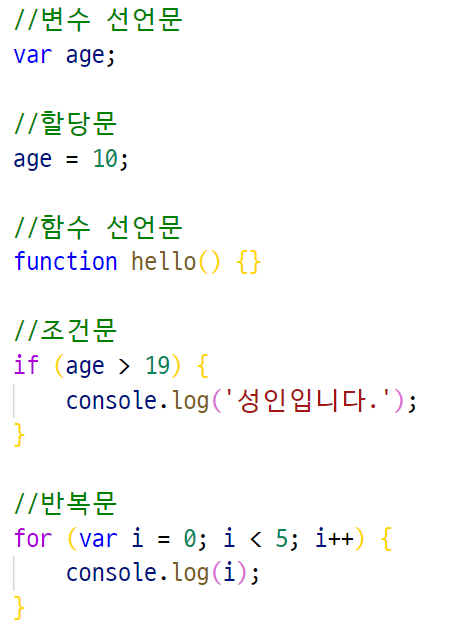 //변수 선언문
var age;
//할당문
age = 10;
//함수 선언문
function hello() {}
//조건문
if (age > 19) {
    console.log('성인입니다.');
}
//반복문
for (var i = 0; i < 5; i++) {
    console.log(i);
}